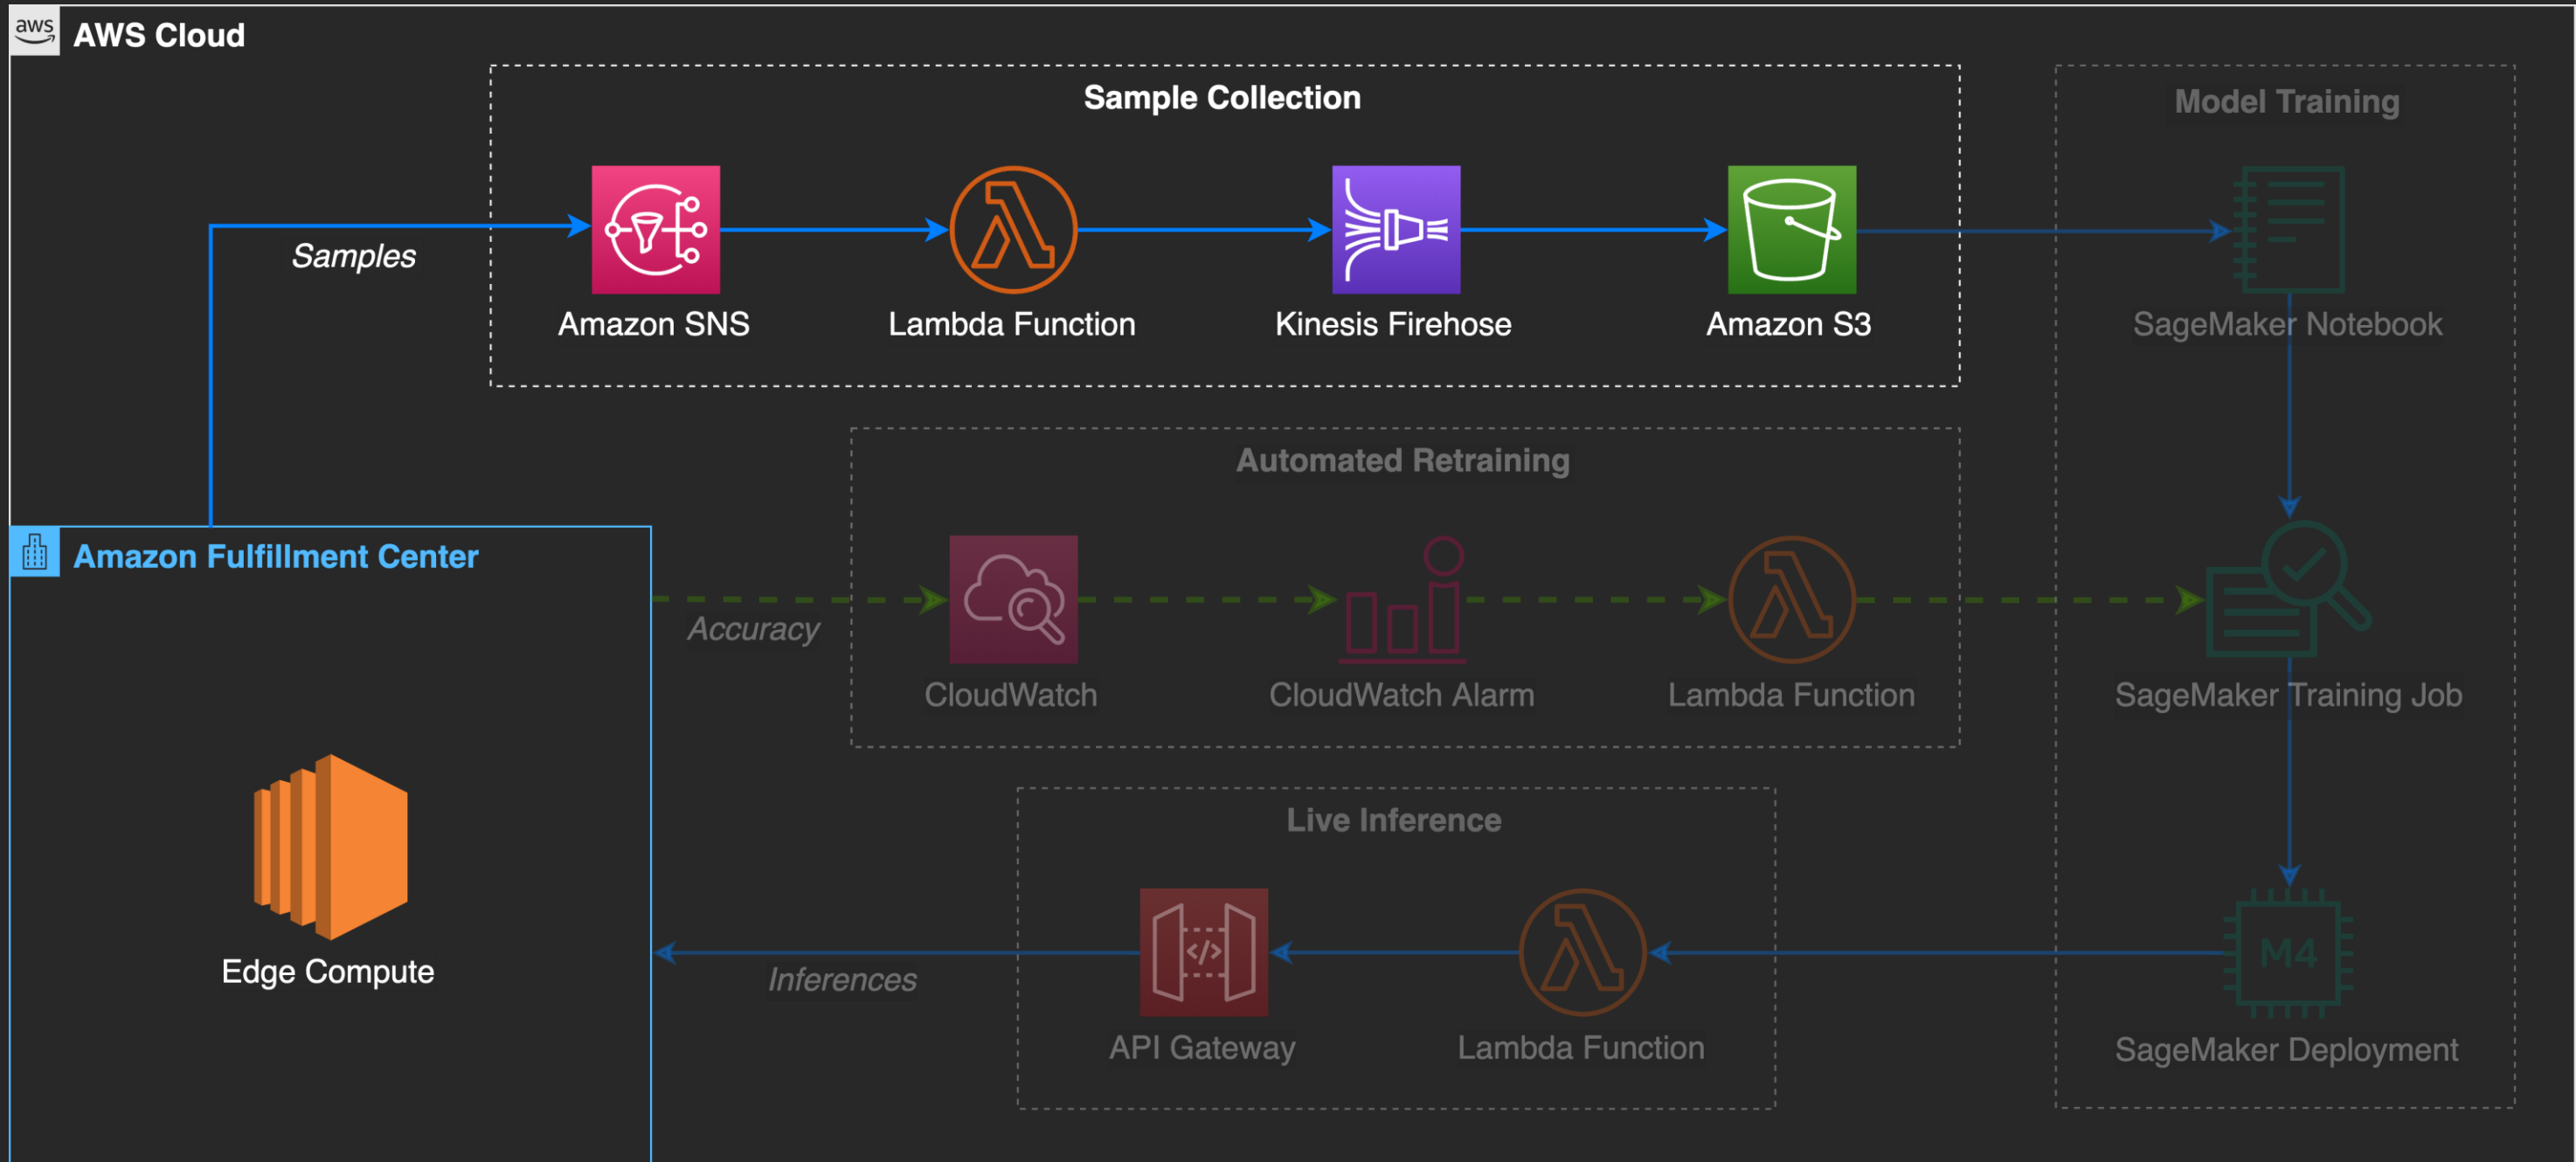 aws
AWS Cloud
Sample Collection
Model Training
Samples
Amazon SNS
Lambda Function
Kinesis Firehose
Amazon S3
SageMaker Notebook
Automated Retraining
Amazon Fulfillment Center
Accuracy
CloudWatch
CloudWatch Alarm
Lambda Function
SageMaker Training Job
Live Inference
Edge Compute
Inferences
</>
M4
API Gateway
Lambda Function
SageMaker Deployment